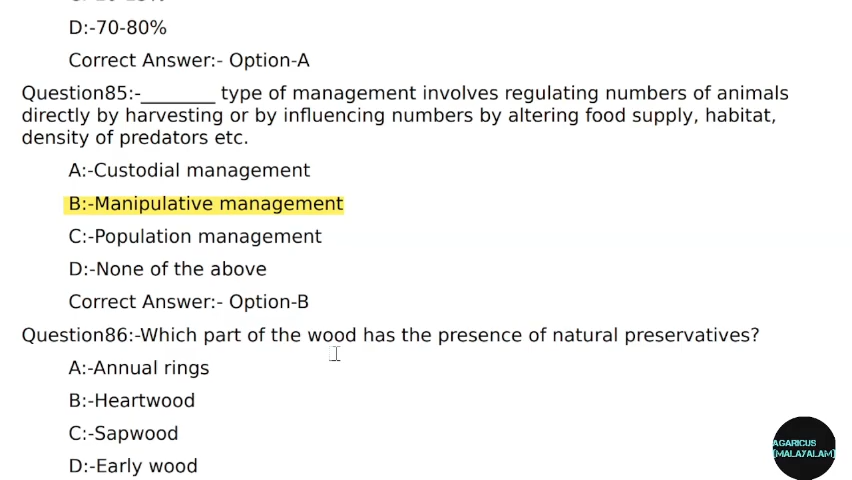 D:-70-80%
Correct Answer:- Option-A
Question85:-________ type of management involves regulating numbers of animals
directly by harvesting or by influencing numbers by altering food supply, habitat,
density of predators etc.
A:-Custodial management
B:-Manipulative management
C:-Population management
D:-None of the above
Correct Answer:- Option-B
Question86:-Which part of the wood has the presence of natural preservatives?
A:-Annual rings
B:-Heartwood
C:-Sapwood
D:-Early wood
AGARICUS
(MALAYALAM)